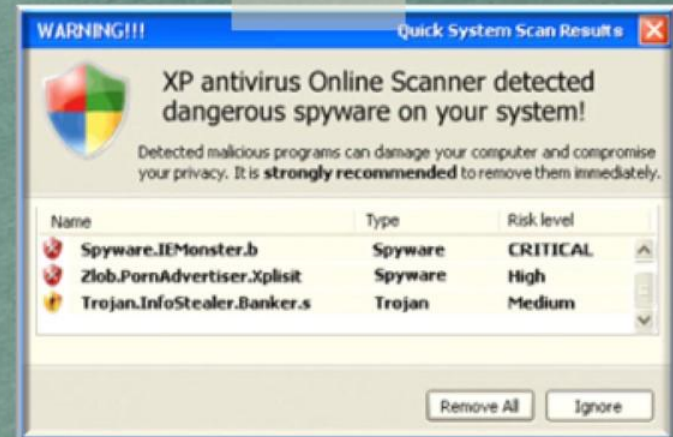 WARNING!!! Quick System Scan Results
XP antivirus Online Scanner detected
dangerous spyware on your system!
Detected malicious programs can damage your computer and compromise
your privacy. It is strongly recommended to remove them immediately.
Name Type Risk level
Spyware.IEMonster.b Spyware CRITICAL
Zlob.PornAdvertiser.Xplisit Spyware High
Trojan.InfoStealer.Banker.s Trojan Medium
Remove All Ignore